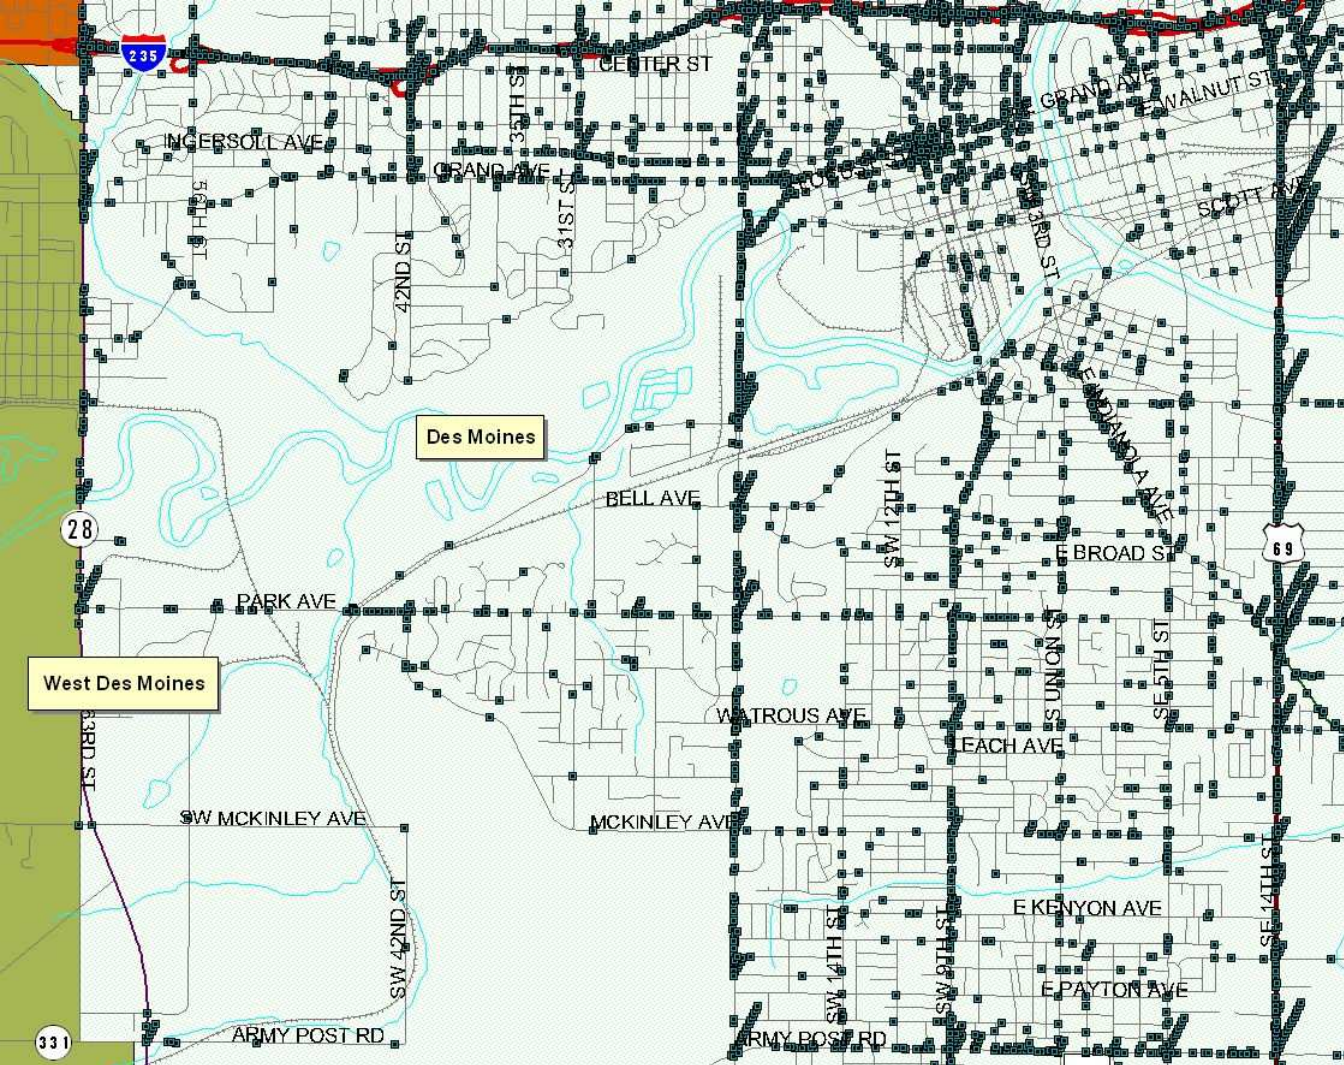 235
CENTER ST
35TH ST
E GRAND AVE
E WALNUT ST
INGERSOLL AVE
GRAND AVE
LOCUST ST
56TH ST
31ST ST
SCOTT AVE
SW 3RD ST
42ND ST
E INDIANOLA AVE
Des Moines
BELL AVE
SW 12TH ST
28
69
E BROAD ST
PARK AVE
S UNION ST
SE 5TH ST
West Des Moines
63RD ST
WATROUS AVE
LEACH AVE
SW MCKINLEY AVE
MCKINLEY AVE
SE 14TH ST
SW 42ND ST
E KENYON AVE
SW 14TH ST
SW 9TH ST
E PAYTON AVE
331
ARMY POST RD
ARMY POST RD